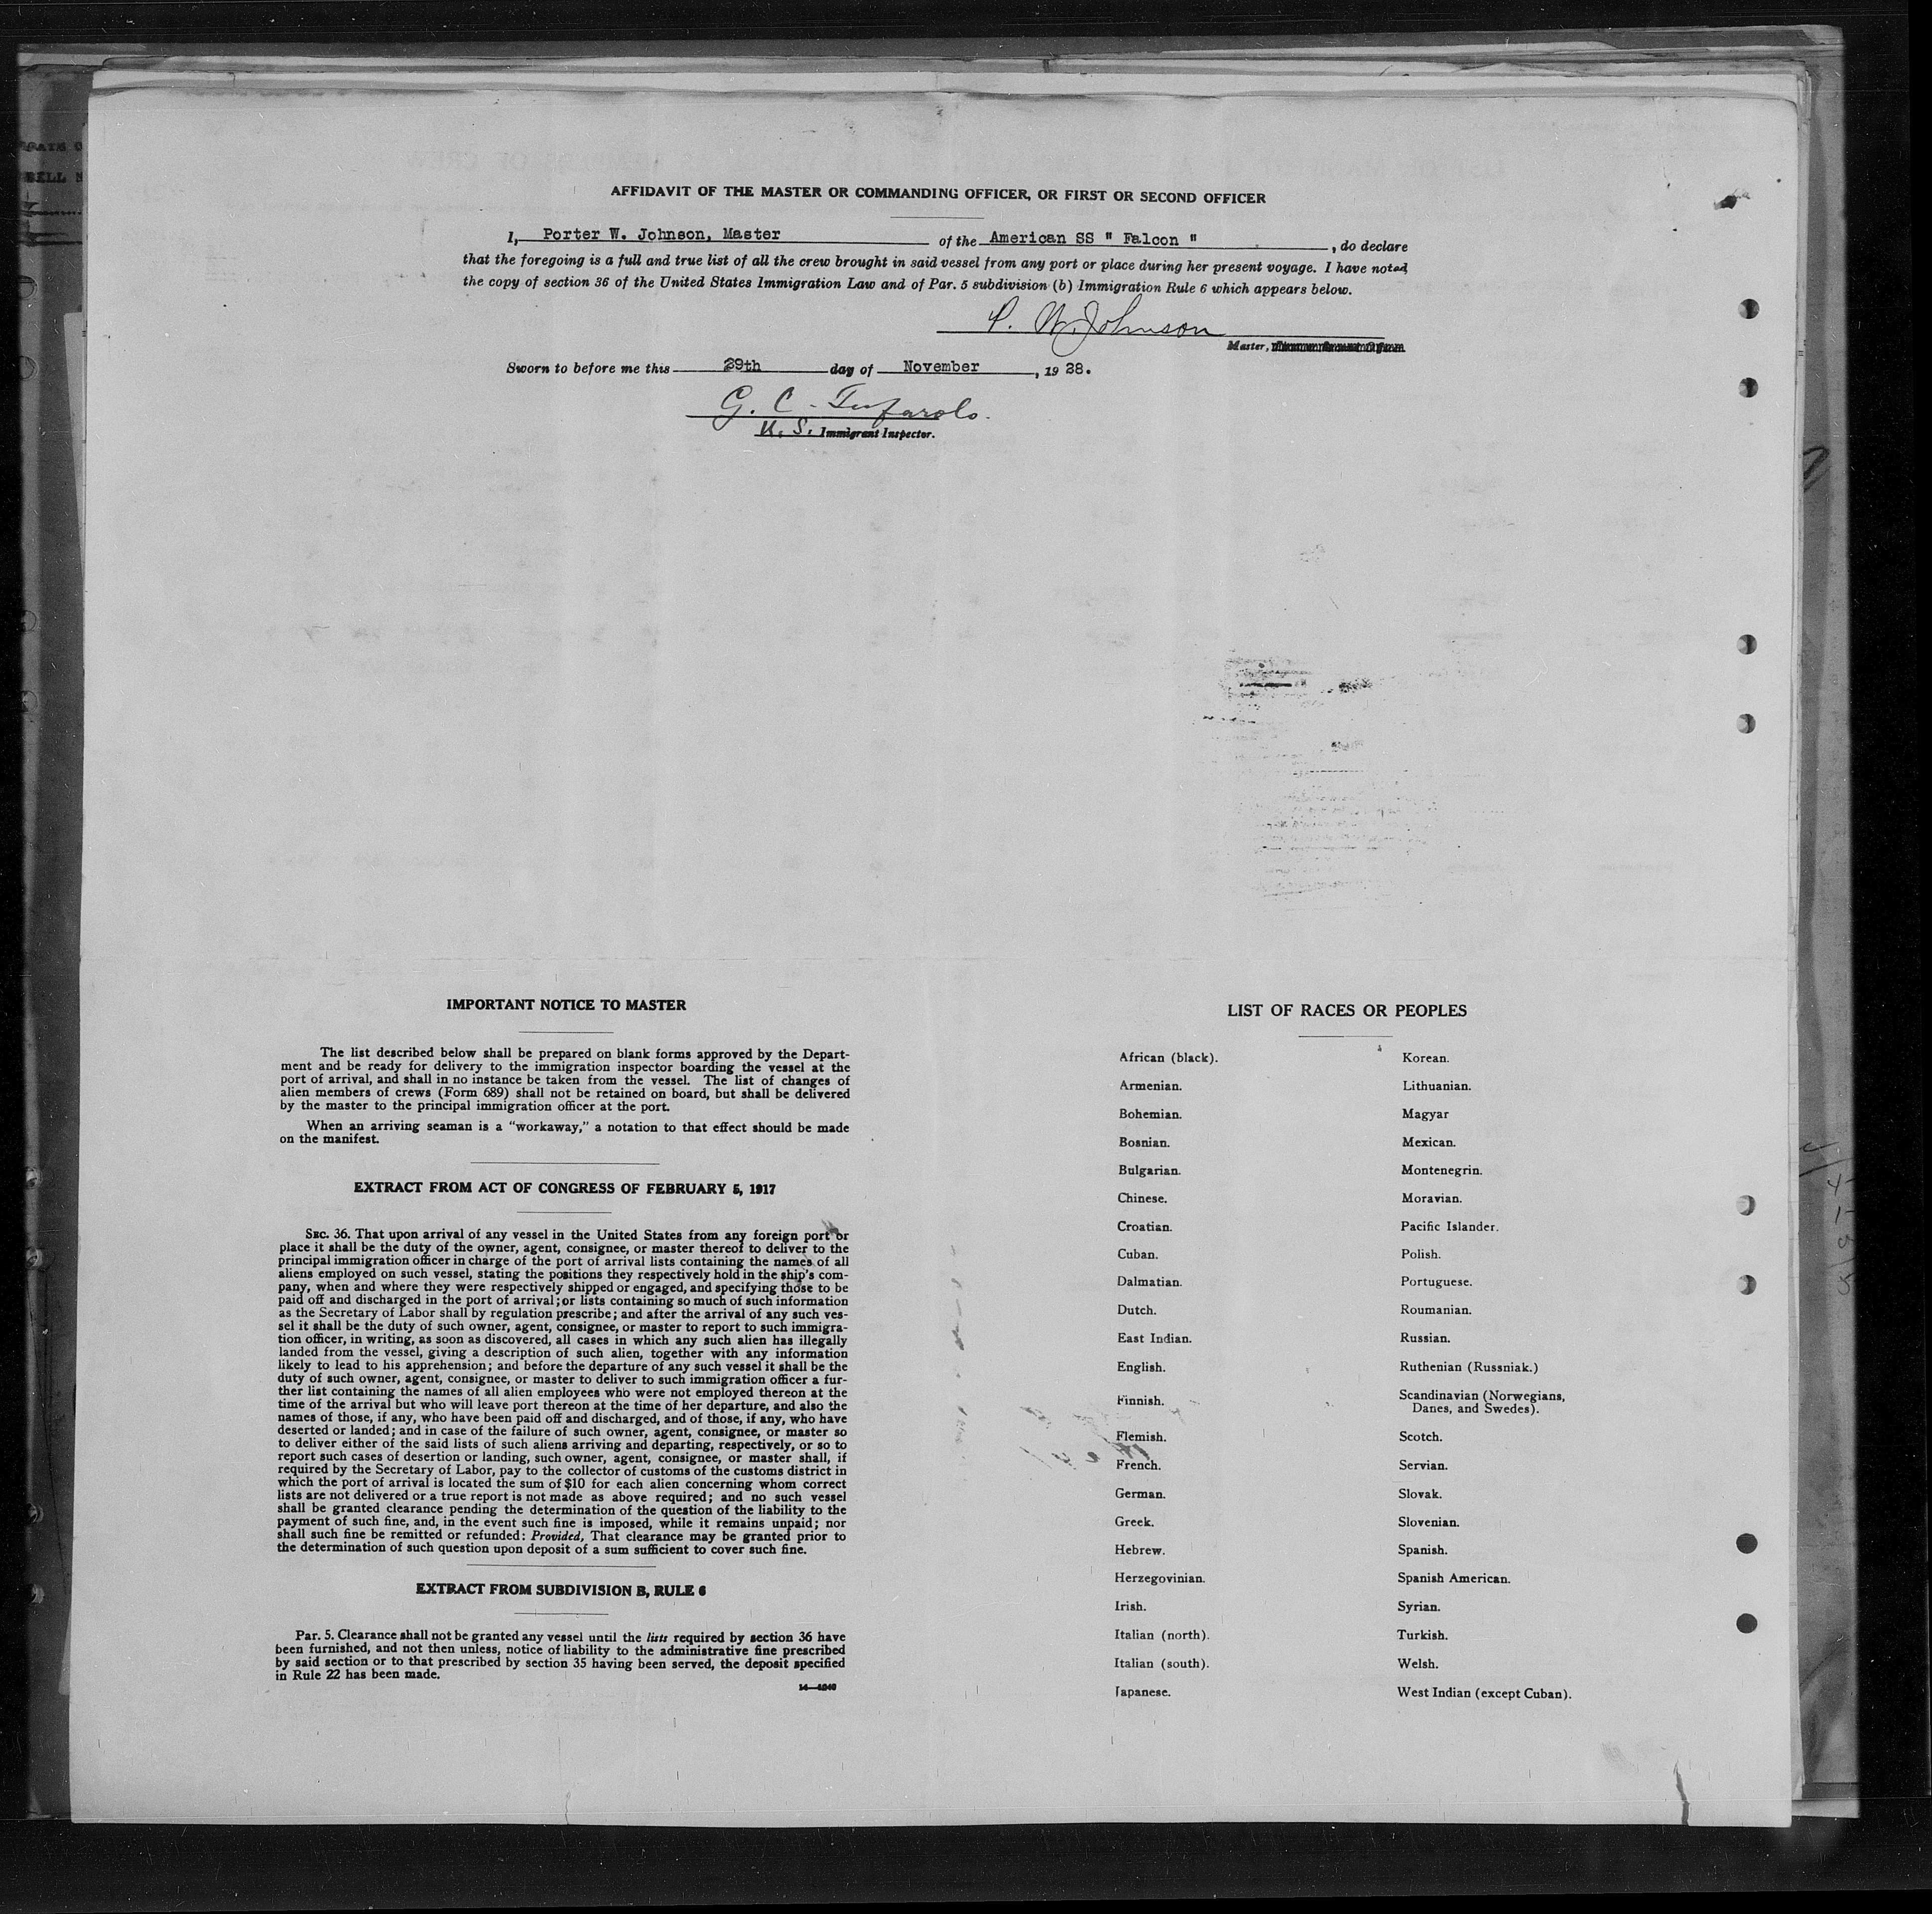 AFFIDAVIT OF THE MASTER OR COMMANDING OFFICER, OR FIRST OR SECOND OFFICER
I, Porter W. Johnson, Master of the American SS " Falcon " , do declare
that the foregoing is a full and true list of all the crew brought in said vessel from any port or place during her present voyage. I have noted
the copy of section 36 of the United States Immigration Law and of Par. 5 subdivision (b) Immigration Rule 6 which appears below.
P. W. Johnson
Master,
Sworn to before me this 29th day of November , 19 28.
G. C.
U. S. Immigrant Inspector.
IMPORTANT NOTICE TO MASTER
The list described below shall be prepared on blank forms approved by the Depart-
ment and be ready for delivery to the immigration inspector boarding the vessel at the
port of arrival, and shall in no instance be taken from the vessel. The list of changes of
alien members of crews (Form 689) shall not be retained on board, but shall be delivered
by the master to the principal immigration officer at the port.
When an arriving seaman is a "workaway," a notation to that effect should be made
on the manifest.
EXTRACT FROM ACT OF CONGRESS OF FEBRUARY 5, 1917
SEC. 36. That upon arrival of any vessel in the United States from any foreign port or
place it shall be the duty of the owner, agent, consignee, or master thereof to deliver to the
principal immigration officer in charge of the port of arrival lists containing the names of all
aliens employed on such vessel, stating the positions they respectively hold in the ship's com-
pany, when and where they were respectively shipped or engaged, and specifying those to be
paid off and discharged in the port of arrival; or lists containing so much of such information
as the Secretary of Labor shall by regulation prescribe; and after the arrival of any such ves-
sel it shall be the duty of such owner, agent, consignee, or master to report to such immigra-
tion officer, in writing, as soon as discovered, all cases in which any such alien has illegally
landed from the vessel, giving a description of such alien, together with any information
likely to lead to his apprehension; and before the departure of any such vessel it shall be the
duty of such owner, agent, consignee, or master to deliver to such immigration officer a fur-
ther list containing the names of all alien employees who were not employed thereon at the
time of the arrival but who will leave port thereon at the time of her departure, and also the
names of those, if any, who have been paid off and discharged, and of those, if any, who have
deserted or landed; and in case of the failure of such owner, agent, consignee, or master so
to deliver either of the said lists of such aliens arriving and departing, respectively, or so to
report such cases of desertion or landing, such owner, agent, consignee, or master shall, if
required by the Secretary of Labor, pay to the collector of customs of the customs district in
which the port of arrival is located the sum of $10 for each alien concerning whom correct
lists are not delivered or a true report is not made as above required; and no such vessel
shall be granted clearance pending the determination of the question of the liability to the
payment of such fine, and, in the event such fine is imposed, while it remains unpaid; nor
shall such fine be remitted or refunded: Provided, That clearance may be granted prior to
the determination of such question upon deposit of a sum sufficient to cover such fine.
EXTRACT FROM SUBDIVISION B, RULE 6
Par. 5. Clearance shall not be granted any vessel until the lists required by section 36 have
been furnished, and not then unless, notice of liability to the administrative fine prescribed
by said section or to that prescribed by section 35 having been served, the deposit specified
in Rule 22 has been made.
LIST OF RACES OR PEOPLES
African (black).
Armenian.
Bohemian.
Bosnian.
Bulgarian.
Chinese.
Croatian.
Cuban.
Dalmatian.
Dutch.
East Indian.
English.
Finnish.
Flemish.
French.
German.
Greek.
Hebrew.
Herzegovinian.
Irish.
Italian (north).
Italian (south).
Japanese.
Korean.
Lithuanian.
Magyar
Mexican.
Montenegrin.
Moravian.
Pacific Islander.
Polish.
Portuguese.
Roumanian.
Russian.
Ruthenian (Russniak.)
Scandinavian (Norwegians,
Danes, and Swedes).
Scotch.
Servian.
Slovak.
Slovenian.
Spanish.
Spanish American.
Syrian.
Turkish.
Welsh.
West Indian (except Cuban).